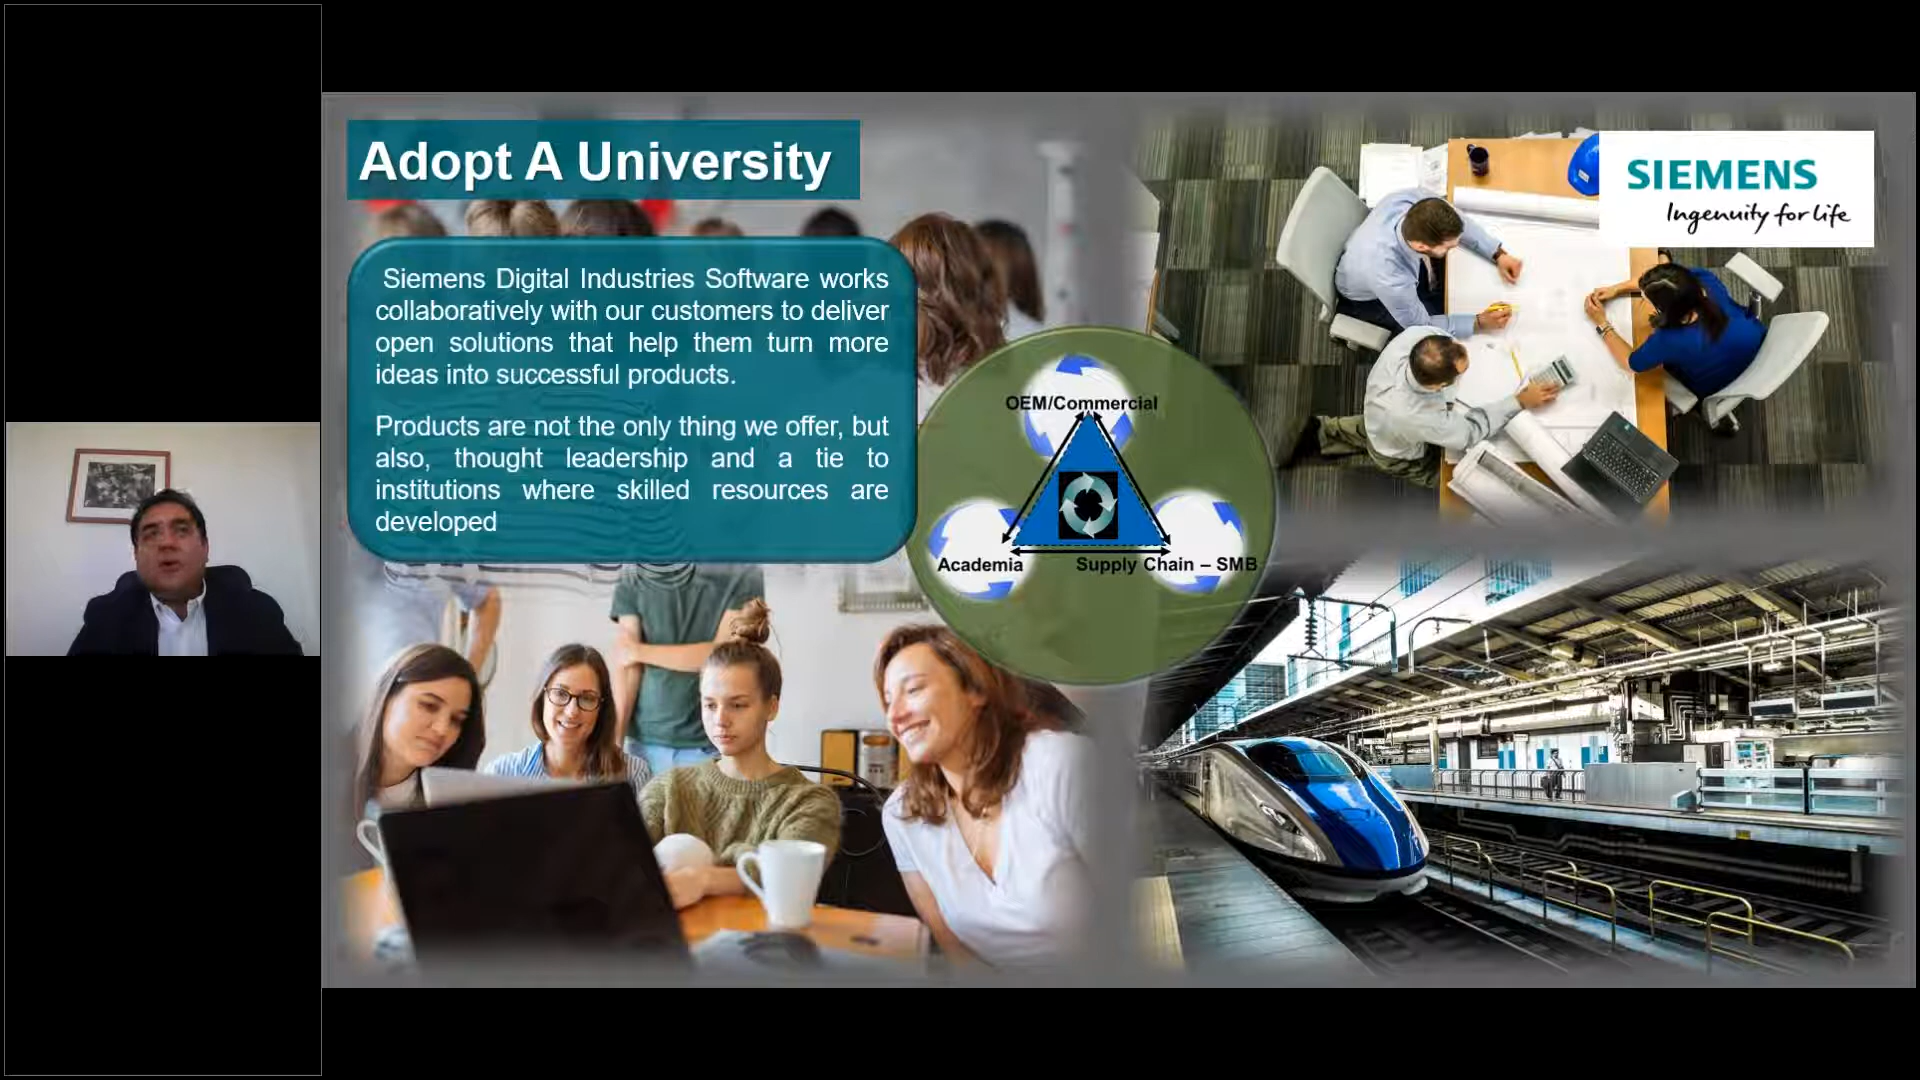 Adopt A University
SIEMENS
Ingenuity for life
Siemens Digital Industries Software works
collaboratively with our customers to deliver
open solutions that help them turn more
ideas into successful products.
Products are not the only thing we offer, but
also, thought leadership and a tie to
institutions where skilled resources are
developed
OEM/Commercial
Academia
Supply Chain – SMB